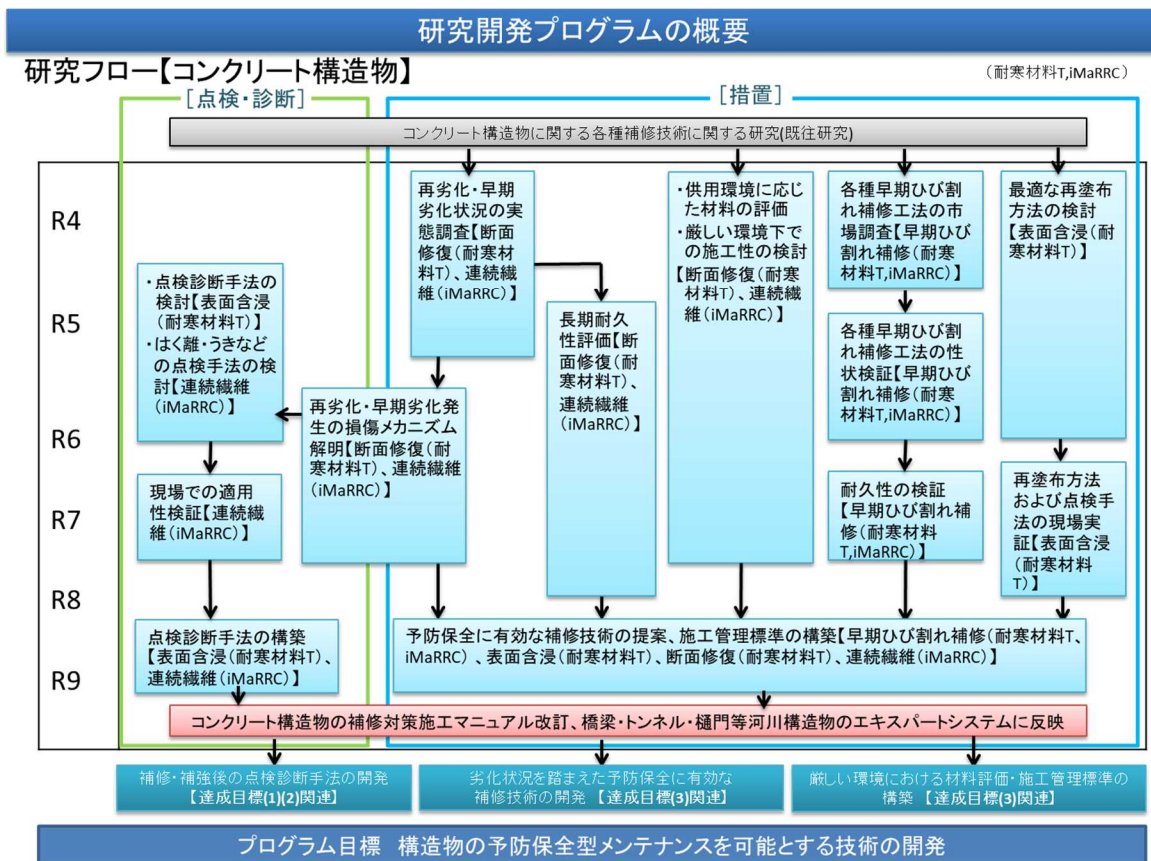 研究開発プログラムの概要
研究フロー【コンクリート構造物】
（耐寒材料T,iMaRRC）
［点検・診断］
［措置］
コンクリート構造物に関する各種補修技術に関する研究(既往研究)
R4
R5
R6
R7
R8
R9
・点検診断手法の
検討【表面含浸
（耐寒材料T）】
・はく離・うきなど
の点検手法の検
討【連続繊維
（iMaRRC）】
現場での適用
性検証【連続繊
維（iMaRRC）】
点検診断手法の構築
【表面含浸（耐寒材料T）、
連続繊維（iMaRRC）】
再劣化・早期
劣化状況の実
態調査【断面
修復（耐寒材
料T）、連続繊
維（iMaRRC）】
再劣化・早期劣化発
生の損傷メカニズム
解明【断面修復（耐
寒材料T）、連続繊維
（iMaRRC）】
長期耐久
性評価【断
面修復（耐
寒材料T）、
連続繊維
（iMaRRC）】
・供用環境に応じ
た材料の評価
・厳しい環境下で
の施工性の検討
【断面修復（耐寒
材料T）、連続繊
維（iMaRRC）】
各種早期ひび割
れ補修工法の市
場調査【早期ひび
割れ補修（耐寒
材料T,iMaRRC）】
各種早期ひび割
れ補修工法の性
状検証【早期ひび
割れ補修（耐寒
材料T,iMaRRC）】
耐久性の検証
【早期ひび割れ補
修（耐寒材料
T,iMaRRC）】
最適な再塗布
方法の検討
【表面含浸（耐
寒材料T）】
再塗布方法
および点検手
法の現場実
証【表面含浸
（耐寒材料
T）】
予防保全に有効な補修技術の提案、施工管理標準の構築【早期ひび割れ補修（耐寒材料T、
iMaRRC）、表面含浸（耐寒材料T）、断面修復（耐寒材料T）、連続繊維（iMaRRC）】
コンクリート構造物の補修対策施工マニュアル改訂、橋梁・トンネル・樋門等河川構造物のエキスパートシステムに反映
補修・補強後の点検診断手法の開発
【達成目標(1)(2)関連】
劣化状況を踏まえた予防保全に有効な
補修技術の開発 【達成目標(3)関連】
厳しい環境における材料評価・施工管理標準の
構築 【達成目標(3)関連】
プログラム目標 構造物の予防保全型メンテナンスを可能とする技術の開発